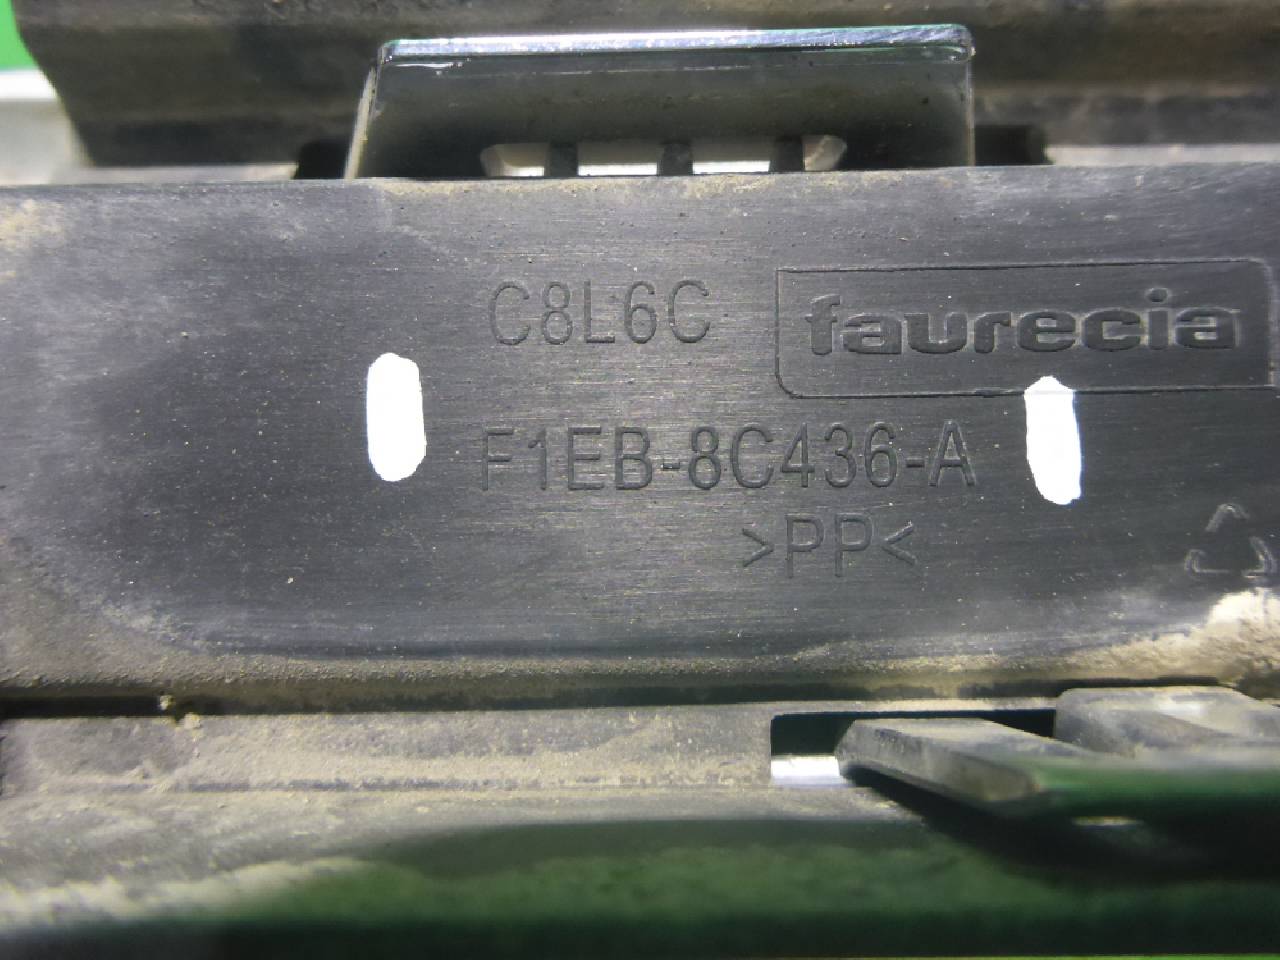 C8L6C
faurecia
F1EB-8C436-A
>PP<